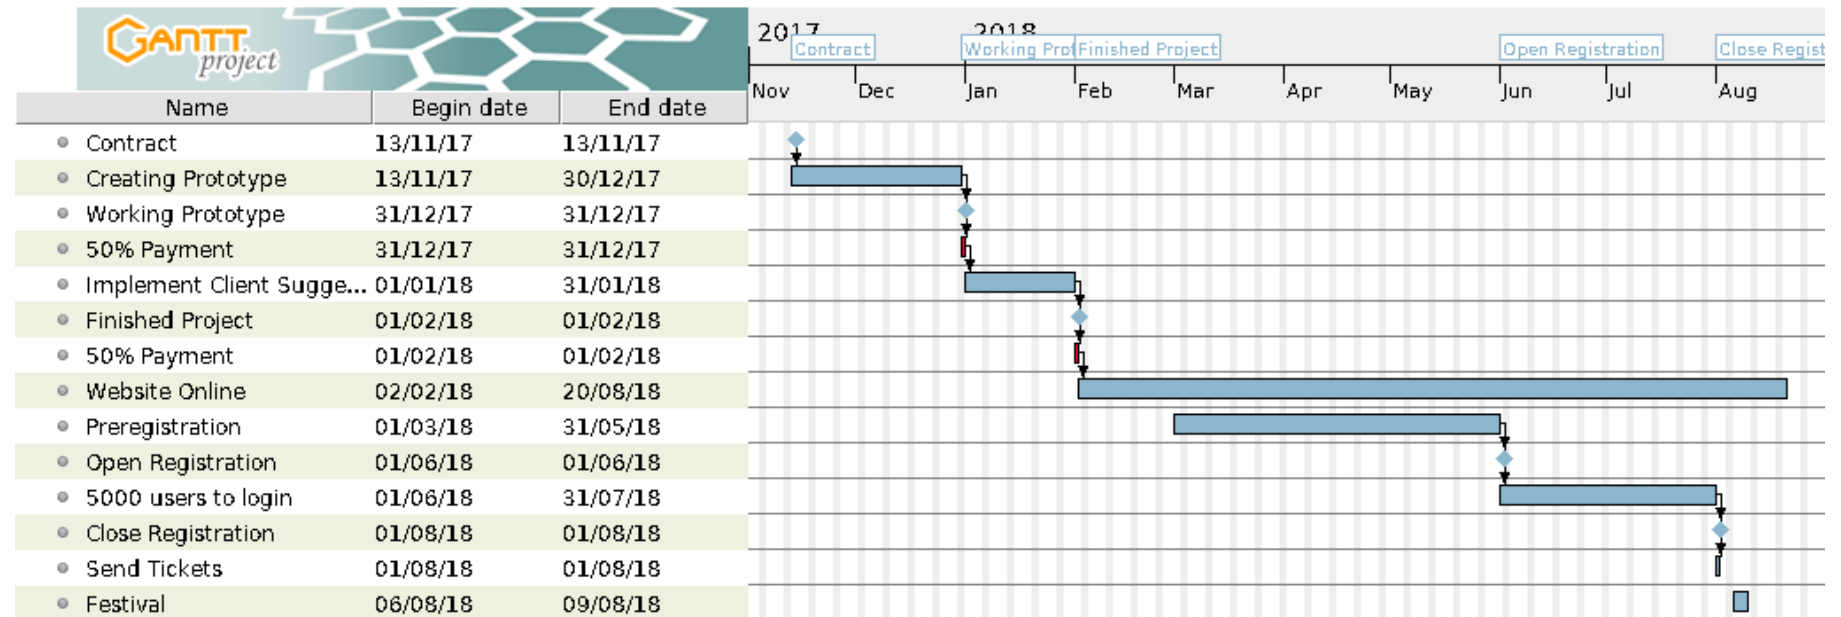 GANTT project
2017 2018
Contract Working Prot Finished Project Open Registration Close Regist
Nov Dec Jan Feb Mar Apr May Jun Jul Aug
Name Begin date End date
Contract 13/11/17 13/11/17
Creating Prototype 13/11/17 30/12/17
Working Prototype 31/12/17 31/12/17
50% Payment 31/12/17 31/12/17
Implement Client Sugge... 01/01/18 31/01/18
Finished Project 01/02/18 01/02/18
50% Payment 01/02/18 01/02/18
Website Online 02/02/18 20/08/18
Preregistration 01/03/18 31/05/18
Open Registration 01/06/18 01/06/18
5000 users to login 01/06/18 31/07/18
Close Registration 01/08/18 01/08/18
Send Tickets 01/08/18 01/08/18
Festival 06/08/18 09/08/18